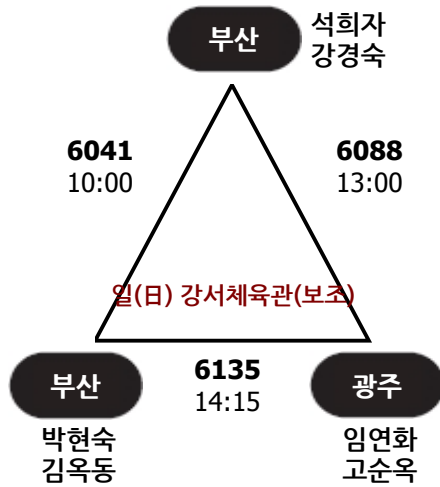 부산
석희자
강경숙
6041
10:00
6088
13:00
일(日) 강서체육관(보조)
부산
6135
14:15
광주
박현숙
김옥동
임연화
고순옥